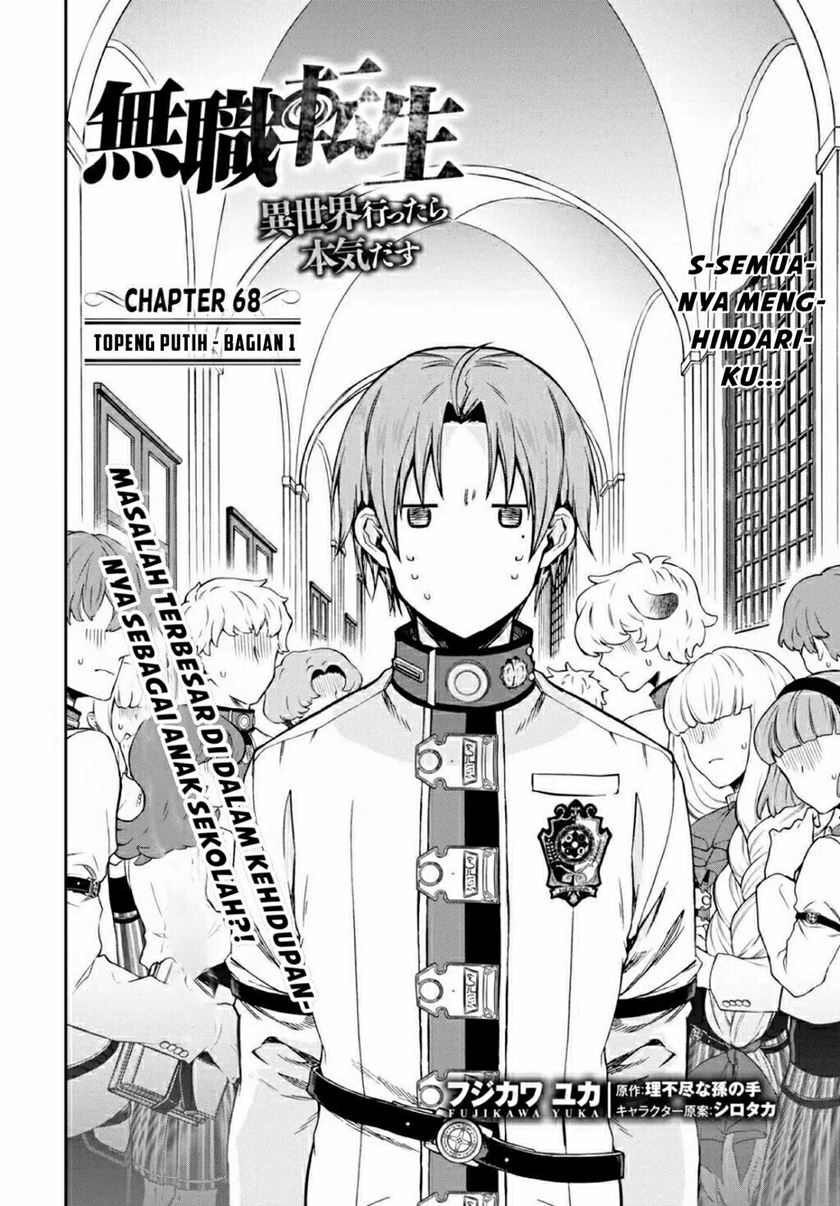 無職転生
異世界行ったら
本気だす
CHAPTER 68
TOPENG PUTIH - BAGIAN 1
S-SEMUA-
NYA MENG-
HINDARI-
KU...
MASALAH TERBESAR DI DALAM KEHIDUPAN-
NYA SEBAGAI ANAK SEKOLAH?!
フジカワ ユカ
FUJIKAWA YUKA
原作:理不尽な孫の手
キャラクター原案:シロタカ